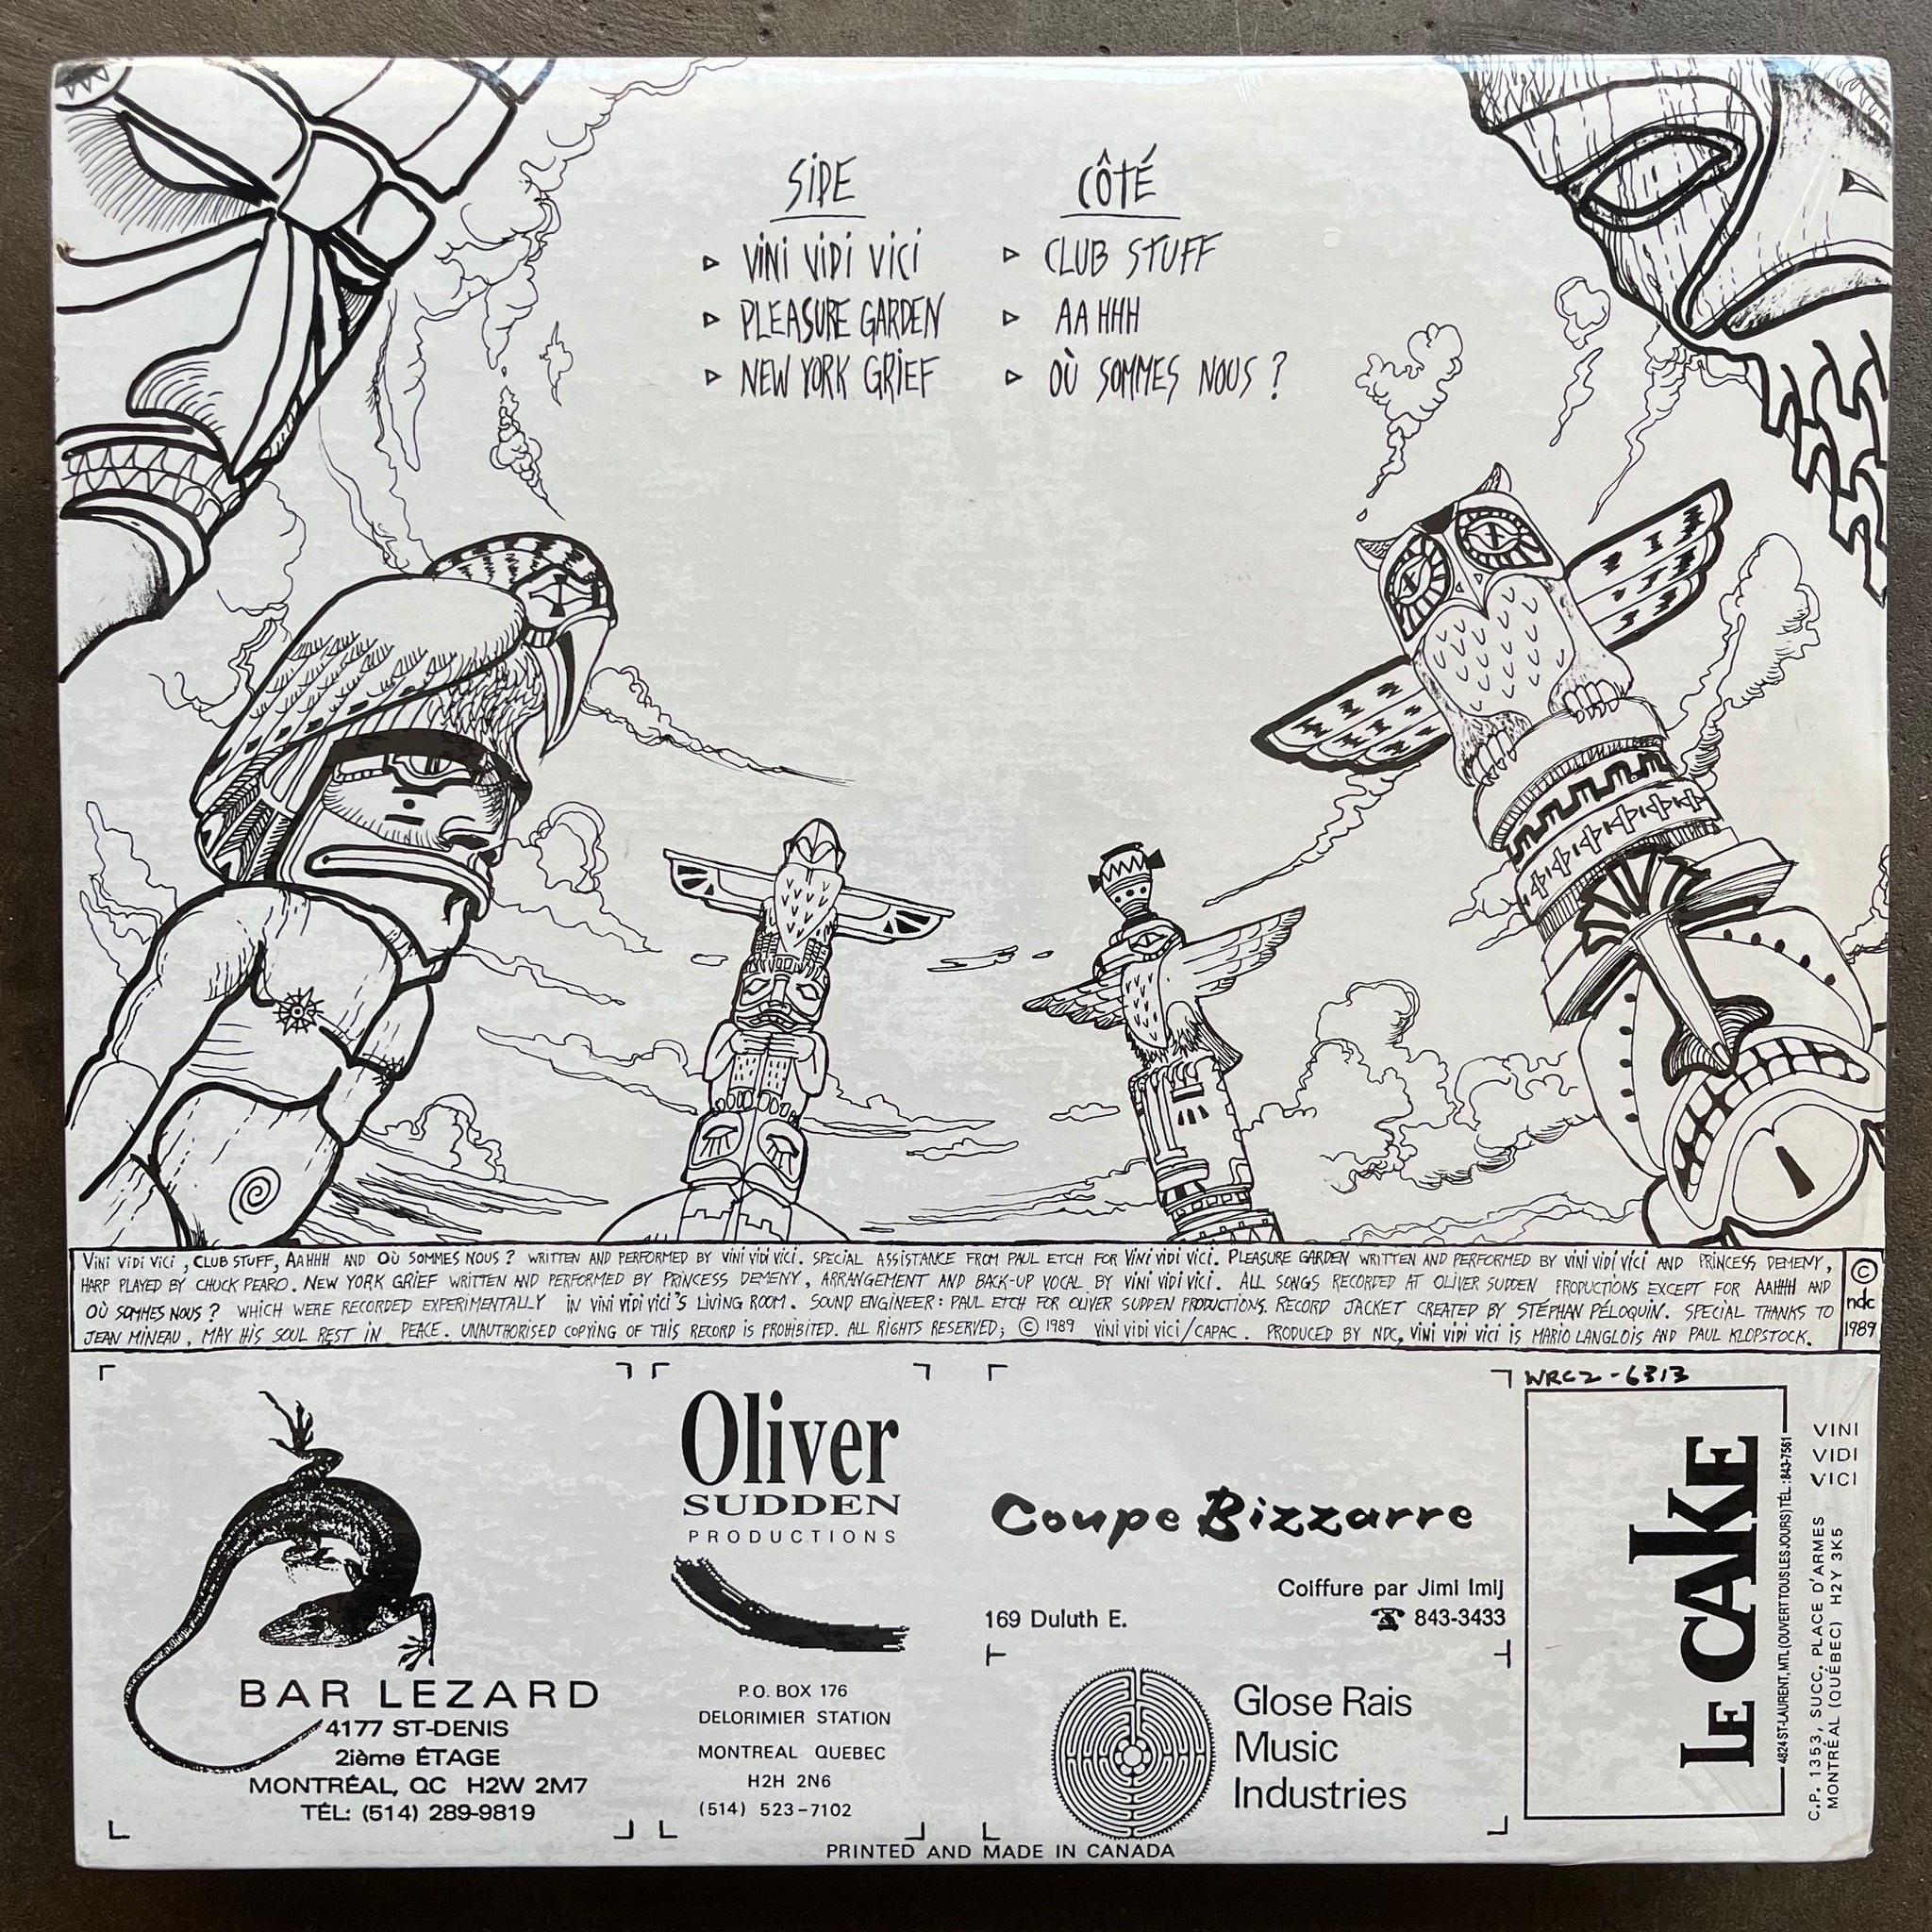 SIDE
▷ VINI VIDI VICI
▷ PLEASURE GARDEN
▷ NEW YORK GRIEF
CÔTÉ
▷ CLUB STUFF
▷ AAHHH
▷ OÙ SOMMES NOUS ?
VINI VIDI VICI, CLUB STUFF, AAHHH AND OÙ SOMMES NOUS ? WRITTEN AND PERFORMED BY VINI VIDI VICI. SPECIAL ASSISTANCE FROM PAUL ETCH FOR VINI VIDI VICI. PLEASURE GARDEN WRITTEN AND PERFORMED BY VINI VIDI VICI AND PRINCESS DEMENY,
HARP PLAYED BY CHUCK PEARO. NEW YORK GRIEF WRITTEN AND PERFORMED BY PRINCESS DEMENY, ARRANGEMENT AND BACK-UP VOCAL BY VINI VIDI VICI. ALL SONGS RECORDED AT OLIVER SUDDEN PRODUCTIONS EXCEPT FOR AAHHH AND
OÙ SOMMES NOUS ? WHICH WERE RECORDED EXPERIMENTALLY IN VINI VIDI VICI'S LIVING ROOM. SOUND ENGINEER: PAUL ETCH FOR OLIVER SUDDEN PRODUCTIONS. RECORD JACKET CREATED BY STÉPHAN PÉLOQUIN. SPECIAL THANKS TO
JEAN MINEAU, MAY HIS SOUL REST IN PEACE. UNAUTHORISED COPYING OF THIS RECORD IS PROHIBITED. ALL RIGHTS RESERVED; © 1989 VINI VIDI VICI/CAPAC. PRODUCED BY NDC, VINI VIDI VICI IS MARIO LANGLOIS AND PAUL KLOPSTOCK.
©
ndc
1989
BAR LEZARD
4177 ST-DENIS
2ième ÉTAGE
MONTRÉAL, QC H2W 2M7
TÉL: (514) 289-9819
Oliver
SUDDEN
PRODUCTIONS
P.O. BOX 176
DELORIMIER STATION
MONTREAL QUEBEC
H2H 2N6
(514) 523-7102
Coupe Bizzarre
Coiffure par Jimi Imij
169 Duluth E. ☎ 843-3433
Glose Rais
Music
Industries
WRC2-6313
LE CAKE
4824 ST-LAURENT, MTL (OUVERT TOUS LES JOURS) TÉL.: 843-7561
VINI
VIDI
VICI
C.P. 1353, SUCC. PLACE D'ARMES
MONTRÉAL (QUÉBEC) H2Y 3K5
PRINTED AND MADE IN CANADA